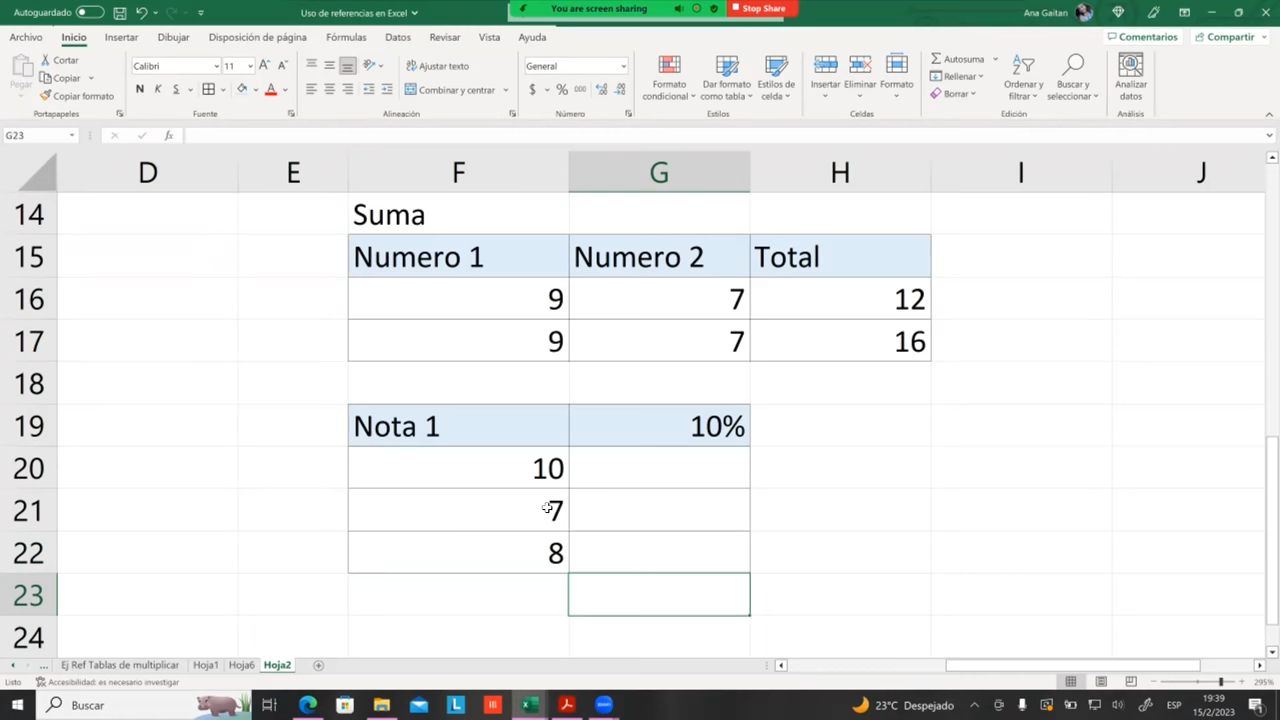 Autoguardado
Uso de referencias en Excel
You are screen sharing
Stop Share
Ana Gaitan
Archivo Inicio Insertar Dibujar Disposición de página Fórmulas Datos Revisar Vista Ayuda
Comentarios Compartir
Pegar
Cortar
Copiar
Copiar formato
Portapapeles
Calibri 11
N K S
Fuente
Ajustar texto
Combinar y centrar
Alineación
General
$ % 000
Número
Formato condicional
Dar formato como tabla
Estilos de celda
Estilos
Insertar Eliminar Formato
Celdas
Autosuma
Rellenar
Borrar
Ordenar y filtrar
Buscar y seleccionar
Edición
Analizar datos
Análisis
G23 fx
D E F G H I J
14 Suma
15 Numero 1 Numero 2 Total
16 9 7 12
17 9 7 16
18
19 Nota 1 10%
20 10
21 7
22 8
23
24
... Ej Ref Tablas de multiplicar Hoja1 Hoja6 Hoja2
Listo Accesibilidad: es necesario investigar 295%
Buscar
23°C Despejado ESP 19:39
15/2/2023